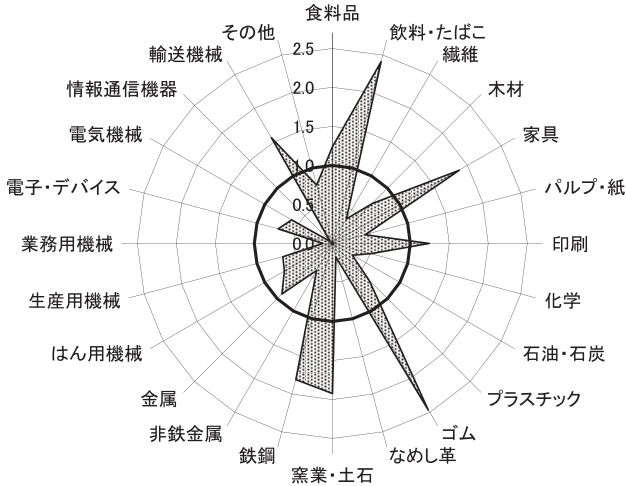 食料品
飲料・たばこ
繊維
木材
家具
パルプ・紙
印刷
化学
石油・石炭
プラスチック
ゴム
なめし革
窯業・土石
鉄鋼
非鉄金属
金属
はん用機械
生産用機械
業務用機械
電子・デバイス
電気機械
情報通信機器
輸送機械
その他
2.5
2.0
1.5
1.0
0.5
0.0